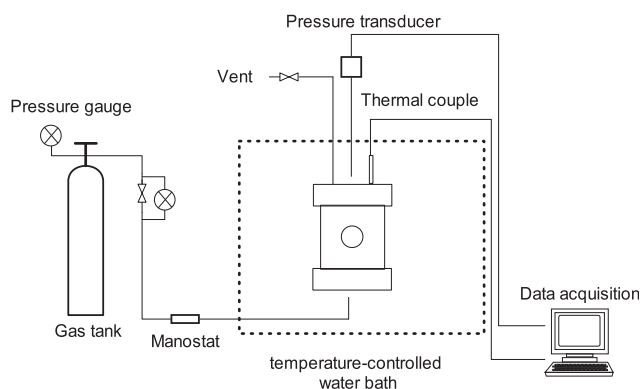 Pressure transducer
Vent
Thermal couple
Pressure gauge
Data acquisition
Gas tank
Manostat
temperature-controlled
water bath